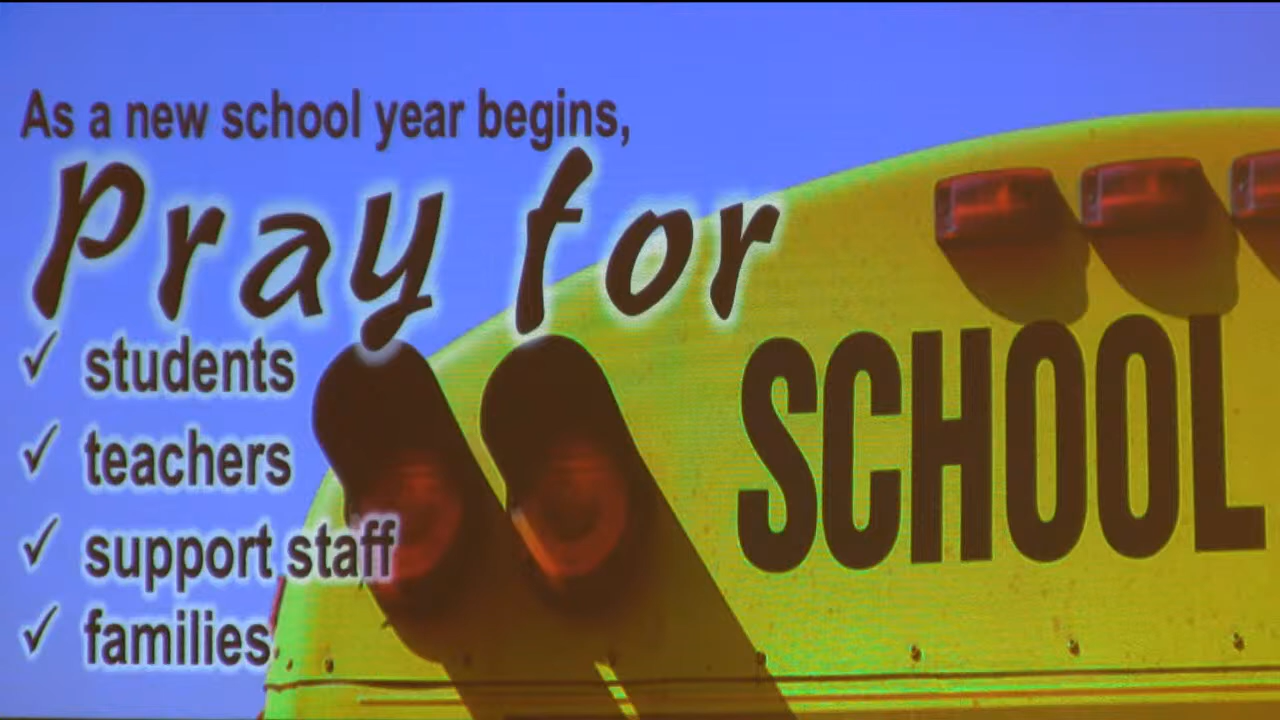 As a new school year begins,
Pray for
✓ students
✓ teachers
✓ support staff
✓ families
SCHOOL